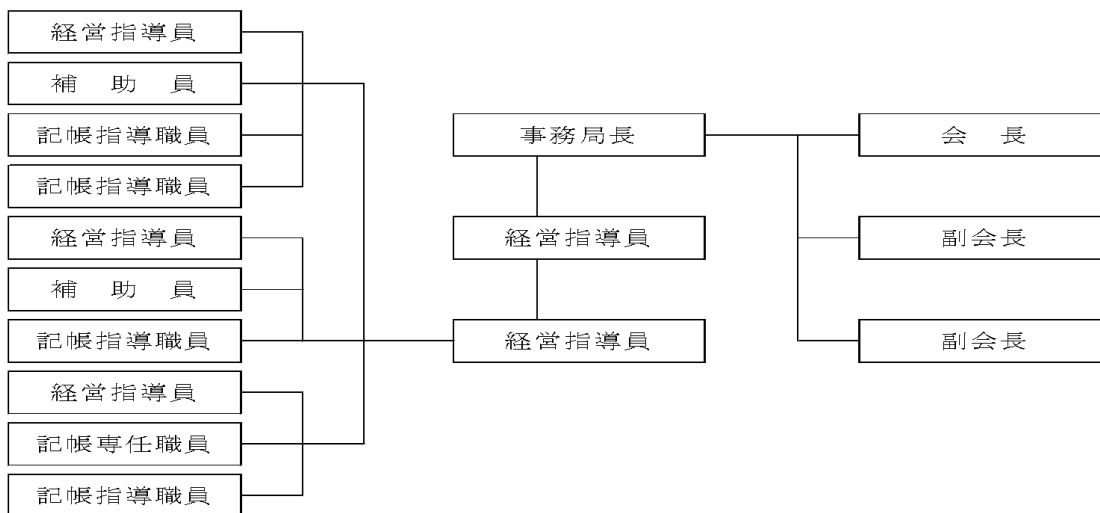 経営指導員
補助員
記帳指導職員
記帳指導職員
経営指導員
補助員
記帳指導職員
経営指導員
記帳専任職員
記帳指導職員
事務局長
経営指導員
経営指導員
会長
副会長
副会長